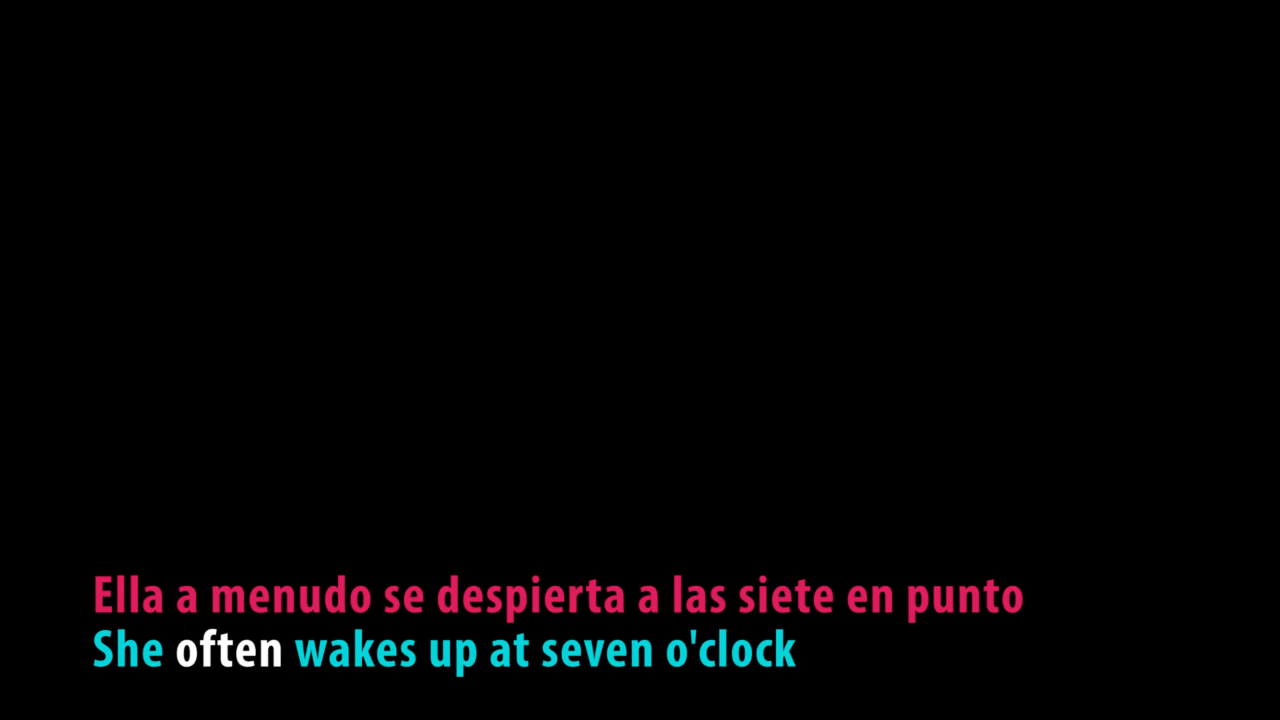 Ella a menudo se despierta a las siete en punto
She often wakes up at seven o'clock